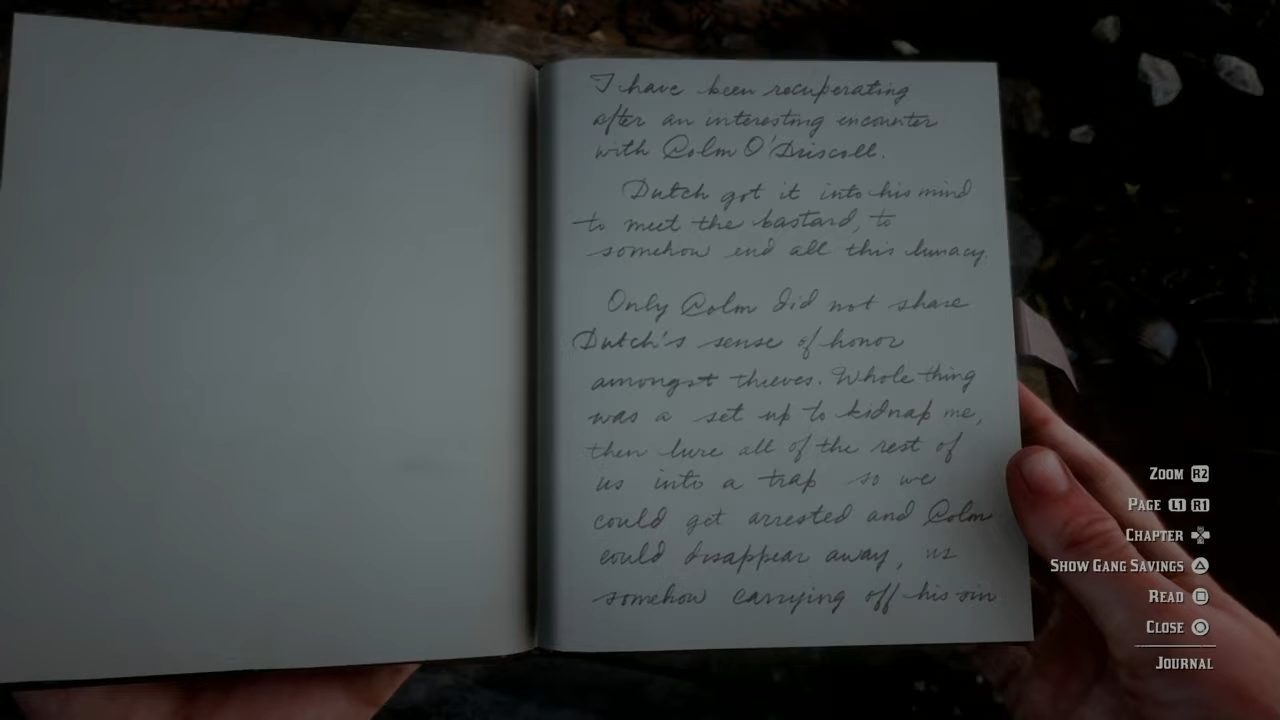 I have been recuperating
after an interesting encounter
with Colm O'Driscoll.
Dutch got it into his mind
to meet the bastard, to
somehow end all this lunacy.
Only Colm did not share
Dutch's sense of honor
amongst thieves. Whole thing
was a set up to kidnap me,
then lure all of the rest of
us into a trap so we
could get arrested and Colm
could disappear away, us
somehow carrying off his sin
ZOOM R2
PAGE L1 R1
CHAPTER
SHOW GANG SAVINGS
READ
CLOSE
JOURNAL